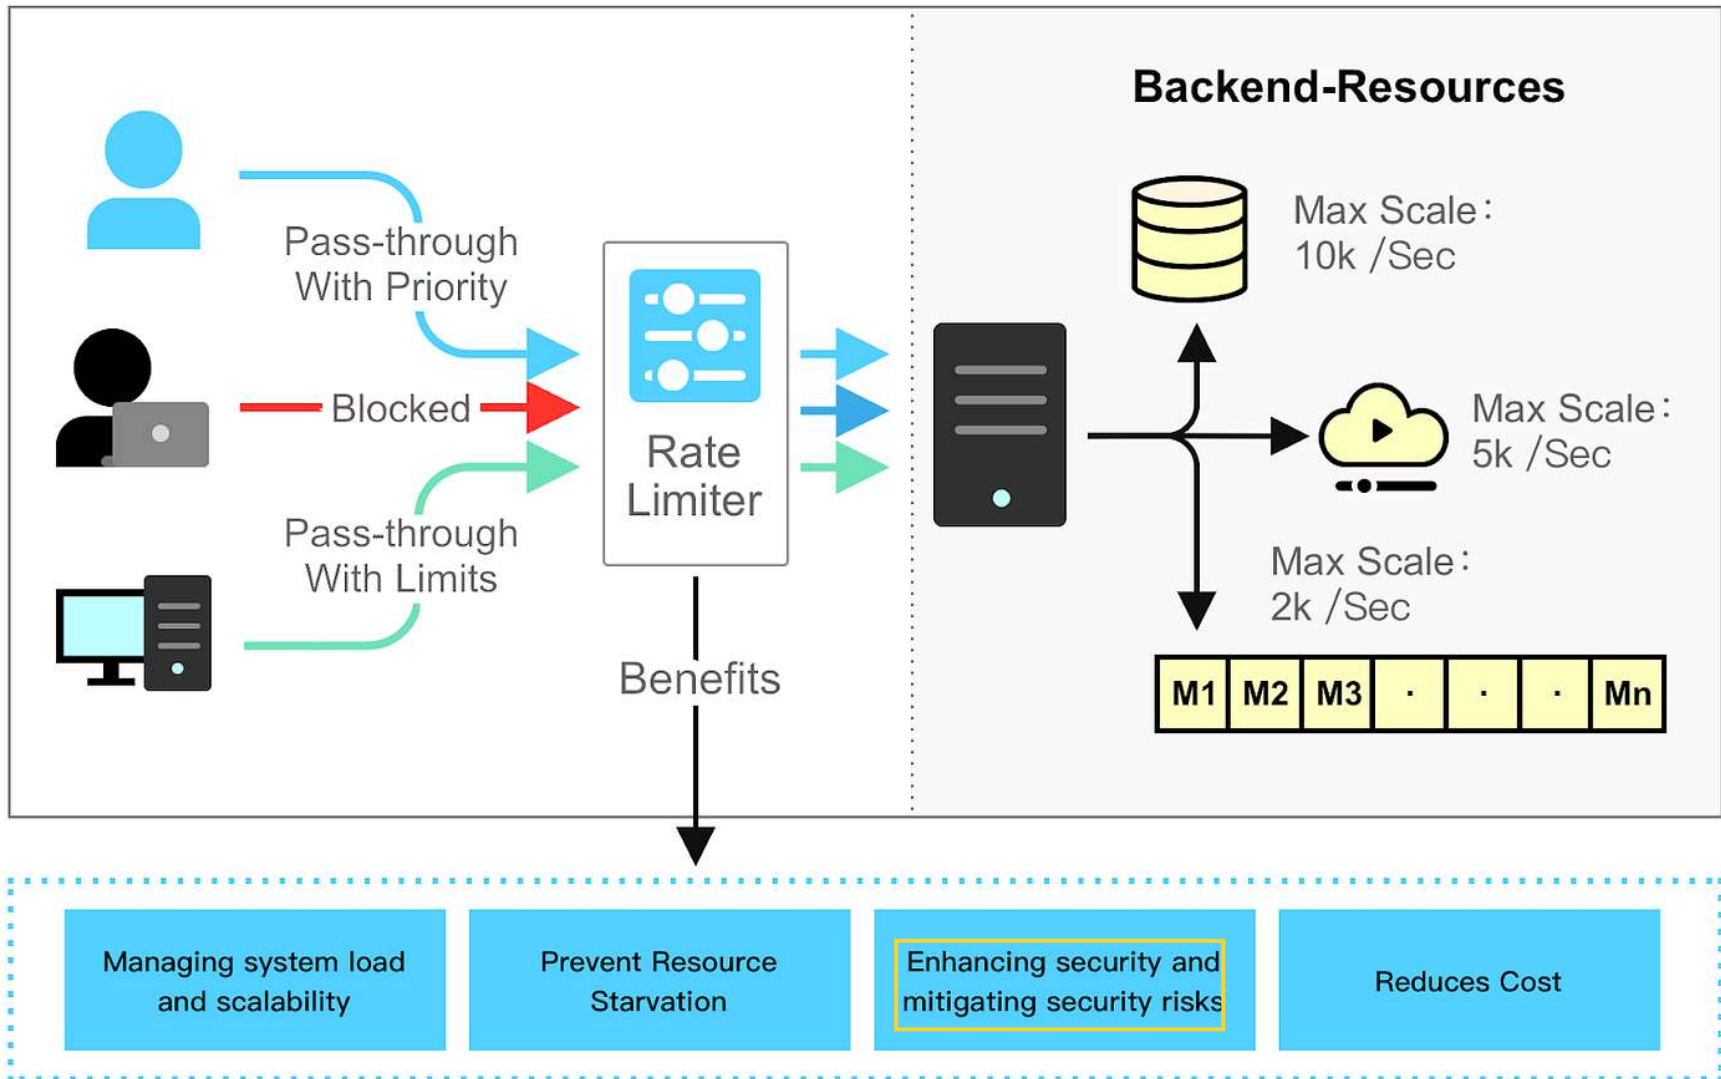 Backend-Resources
Pass-through
With Priority
Blocked
Pass-through
With Limits
Rate
Limiter
Benefits
Max Scale:
10k /Sec
Max Scale:
5k /Sec
Max Scale:
2k /Sec
M1 M2 M3 · · · Mn
Managing system load
and scalability
Prevent Resource
Starvation
Enhancing security and
mitigating security risks
Reduces Cost